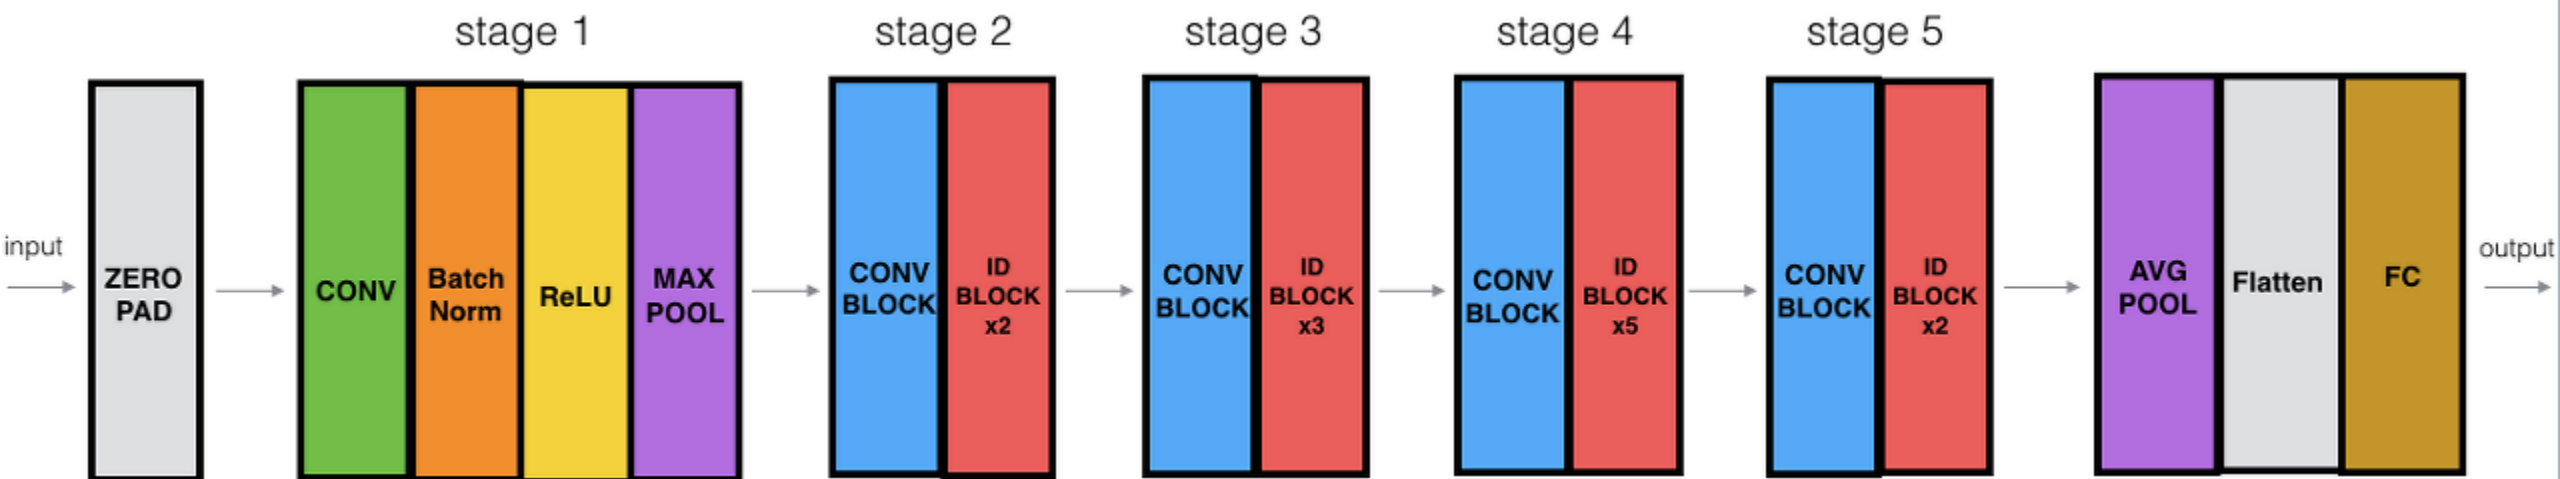 stage 1
stage 2
stage 3
stage 4
stage 5
input
ZERO
PAD
CONV
Batch
Norm
ReLU
MAX
POOL
CONV
BLOCK
ID
BLOCK
x2
CONV
BLOCK
ID
BLOCK
x3
CONV
BLOCK
ID
BLOCK
x5
CONV
BLOCK
ID
BLOCK
x2
AVG
POOL
Flatten
FC
output